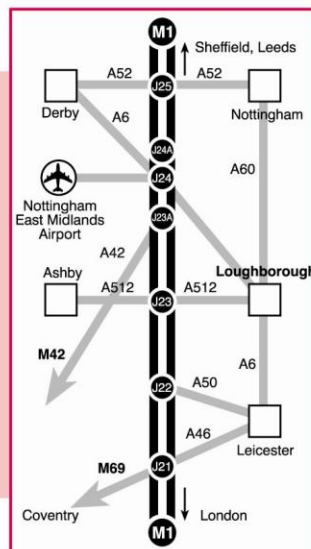 M1
Sheffield, Leeds
A52
J25
A52
Derby
Nottingham
A6
J24A
A60
J24
Nottingham
East Midlands
Airport
J23A
A42
Ashby
Loughborough
A512
J23
A512
M42
A6
J22
A50
A46
Leicester
M69
J21
Coventry
London
M1